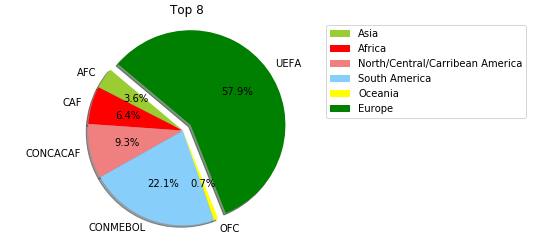 Top 8
AFC
CAF
CONCACAF
CONMEBOL
OFC
UEFA
3.6%
6.4%
9.3%
22.1%
0.7%
57.9%
Asia
Africa
North/Central/Carribean America
South America
Oceania
Europe